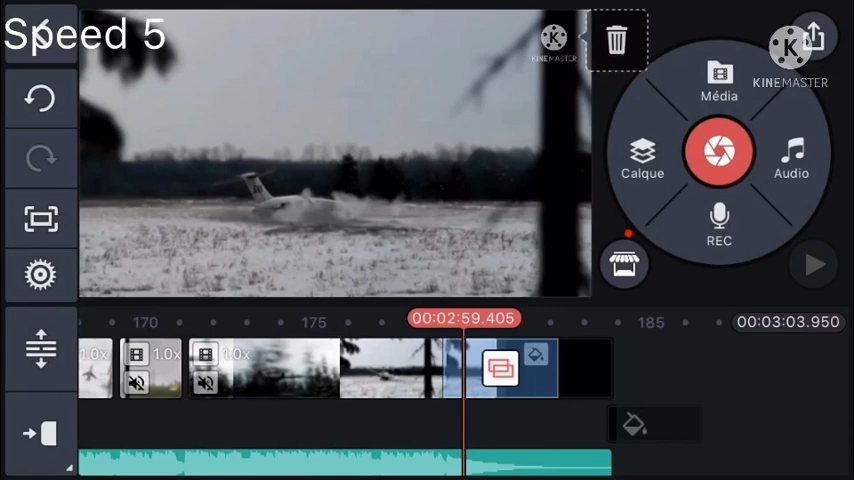 Speed 5
KINEMASTER
KINEMASTER
Média
Calque
Audio
REC
170
175
00:02:59.405
185
00:03:03.950
1.0x
1.0x
1.0x